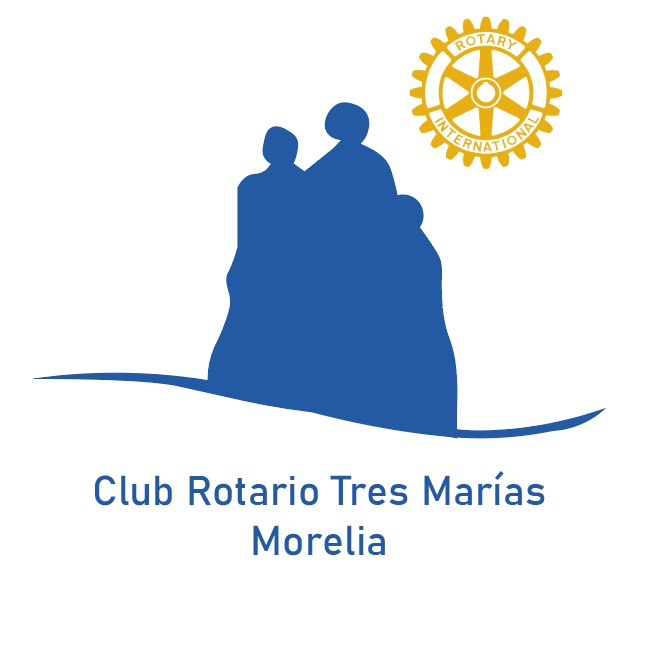 ROTARY
INTERNATIONAL
Club Rotario Tres Marías
Morelia